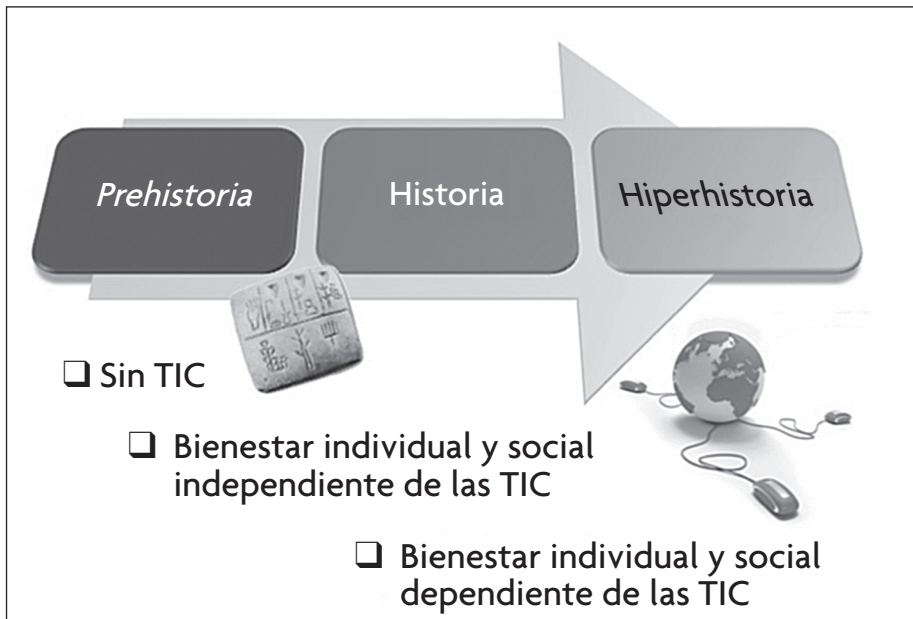 Prehistoria
Historia
Hiperhistoria
❑ Sin TIC
❑ Bienestar individual y social
independiente de las TIC
❑ Bienestar individual y social
dependiente de las TIC